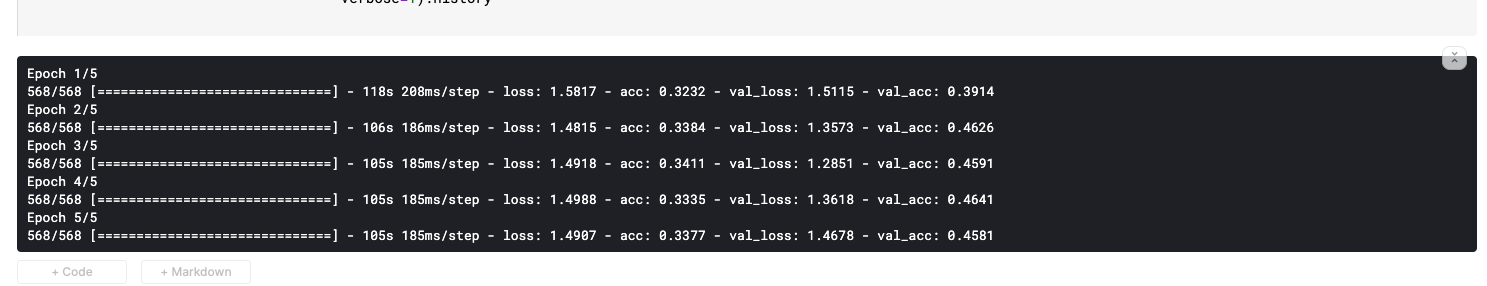 verbose=1).history
Epoch 1/5
568/568 [==============================] - 118s 208ms/step - loss: 1.5817 - acc: 0.3232 - val_loss: 1.5115 - val_acc: 0.3914
Epoch 2/5
568/568 [==============================] - 106s 186ms/step - loss: 1.4815 - acc: 0.3384 - val_loss: 1.3573 - val_acc: 0.4626
Epoch 3/5
568/568 [==============================] - 105s 185ms/step - loss: 1.4918 - acc: 0.3411 - val_loss: 1.2851 - val_acc: 0.4591
Epoch 4/5
568/568 [==============================] - 105s 185ms/step - loss: 1.4988 - acc: 0.3335 - val_loss: 1.3618 - val_acc: 0.4641
Epoch 5/5
568/568 [==============================] - 105s 185ms/step - loss: 1.4907 - acc: 0.3377 - val_loss: 1.4678 - val_acc: 0.4581
+ Code + Markdown